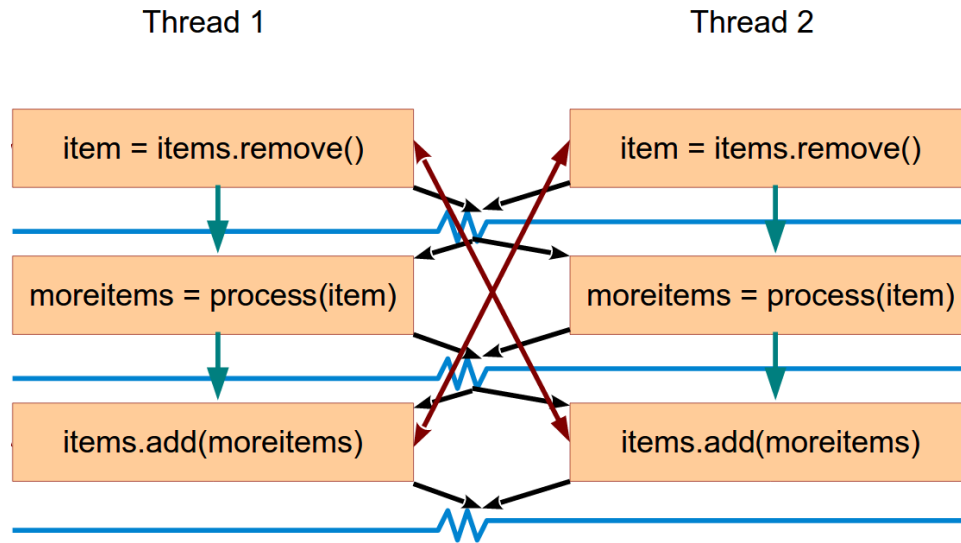 Thread 1
Thread 2
item = items.remove()
item = items.remove()
moreitems = process(item)
moreitems = process(item)
items.add(moreitems)
items.add(moreitems)